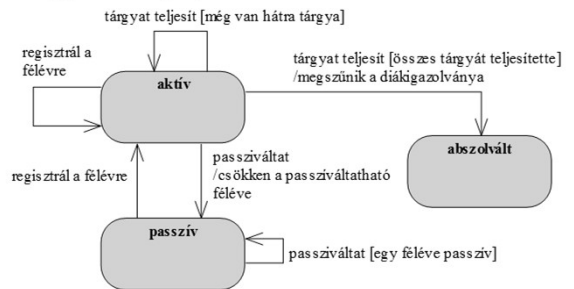 tárgyat teljesít [még van hátra tárgya]
regisztrál a
félévre
tárgyat teljesít [összes tárgyát teljesítette]
/megszűnik a diákigazolványa
aktív
abszolvált
regisztrál a félévre
passziváltat
/csökken a passziváltatható
féléve
passzív
passziváltat [egy féléve passzív]